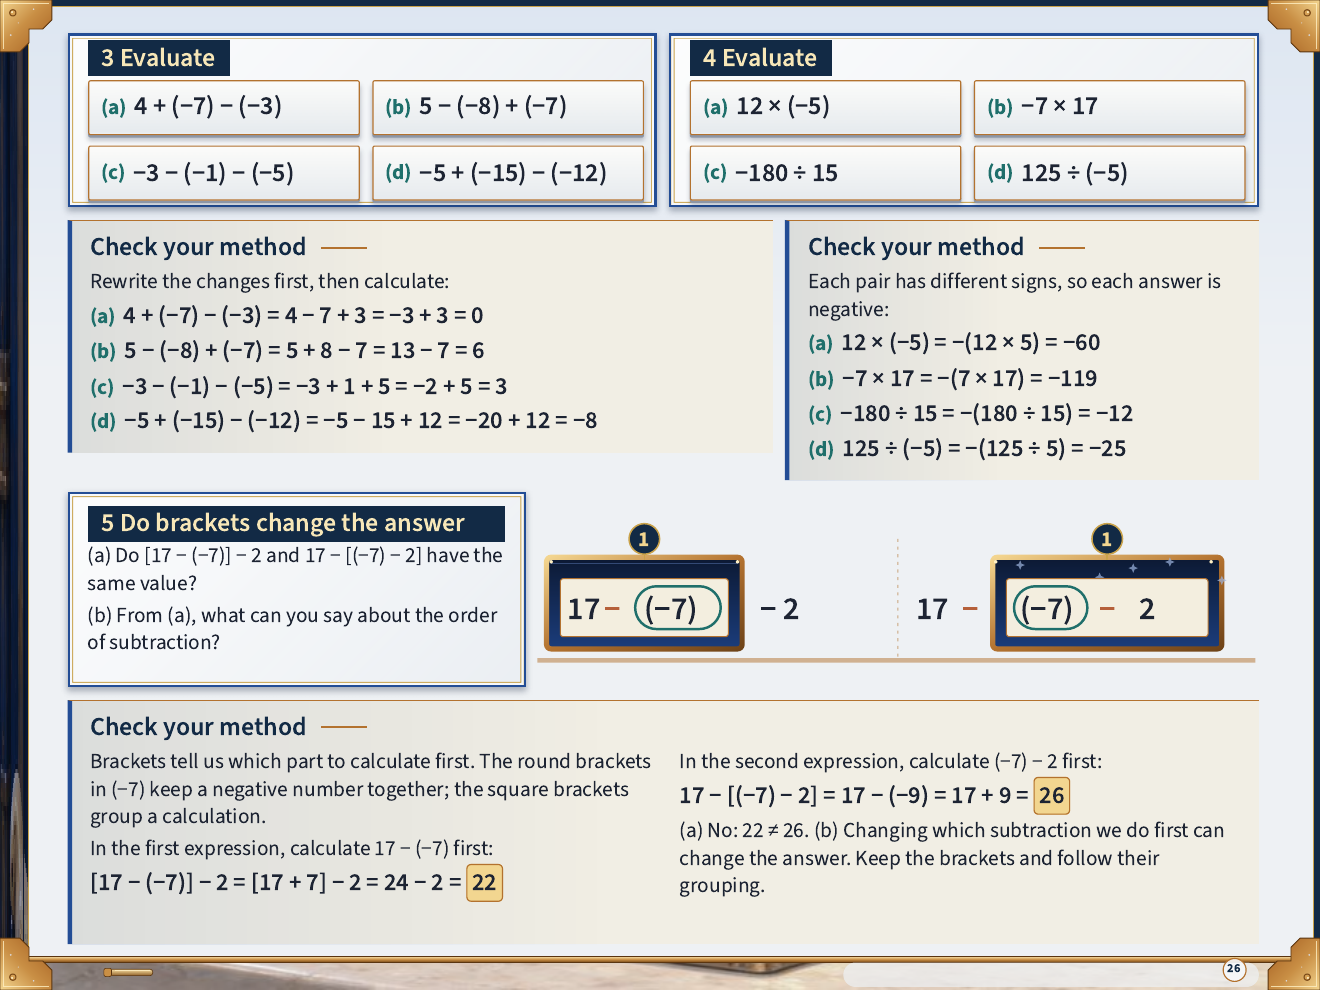 3 Evaluate
(a) 4 + (−7) − (−3)
(b) 5 − (−8) + (−7)
(c) −3 − (−1) − (−5)
(d) −5 + (−15) − (−12)
4 Evaluate
(a) 12 × (−5)
(b) −7 × 17
(c) −180 ÷ 15
(d) 125 ÷ (−5)
Check your method
Rewrite the changes first, then calculate:
(a) 4 + (−7) − (−3) = 4 − 7 + 3 = −3 + 3 = 0
(b) 5 − (−8) + (−7) = 5 + 8 − 7 = 13 − 7 = 6
(c) −3 − (−1) − (−5) = −3 + 1 + 5 = −2 + 5 = 3
(d) −5 + (−15) − (−12) = −5 − 15 + 12 = −20 + 12 = −8
Check your method
Each pair has different signs, so each answer is
negative:
(a) 12 × (−5) = −(12 × 5) = −60
(b) −7 × 17 = −(7 × 17) = −119
(c) −180 ÷ 15 = −(180 ÷ 15) = −12
(d) 125 ÷ (−5) = −(125 ÷ 5) = −25
5 Do brackets change the answer
(a) Do [17 − (−7)] − 2 and 17 − [(−7) − 2] have the
same value?
(b) From (a), what can you say about the order
of subtraction?
1
17 − (−7) − 2
1
17 − (−7) − 2
Check your method
Brackets tell us which part to calculate first. The round brackets
in (−7) keep a negative number together; the square brackets
group a calculation.
In the first expression, calculate 17 − (−7) first:
[17 − (−7)] − 2 = [17 + 7] − 2 = 24 − 2 = 22
In the second expression, calculate (−7) − 2 first:
17 − [(−7) − 2] = 17 − (−9) = 17 + 9 = 26
(a) No: 22 ≠ 26. (b) Changing which subtraction we do first can
change the answer. Keep the brackets and follow their
grouping.
26